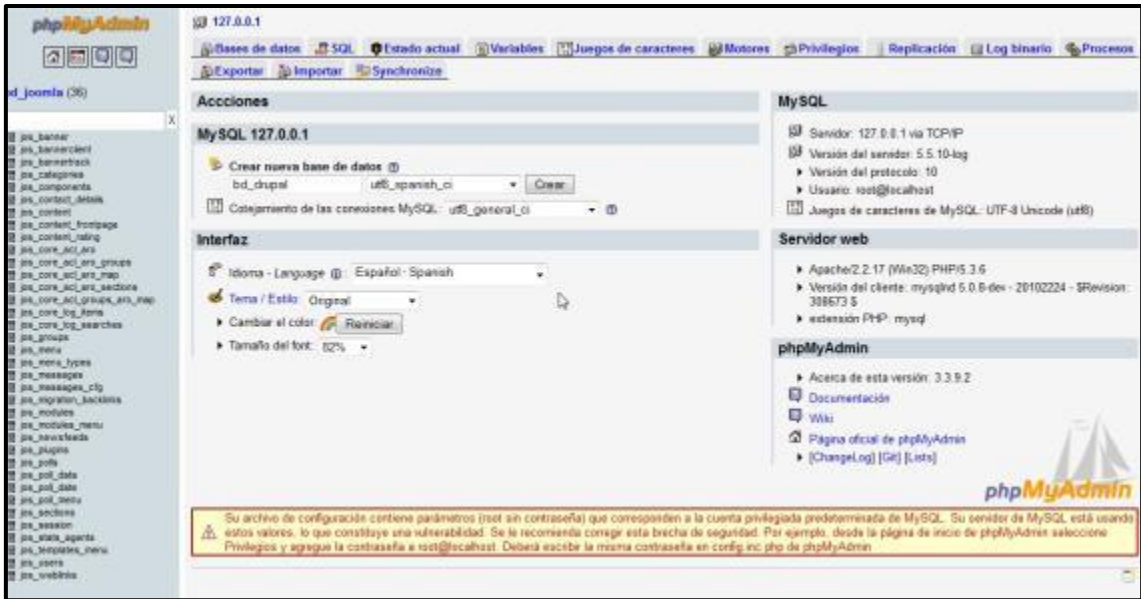 phpMyAdmin
bd_joomla (36)
X
jos_banner
jos_bannerclient
jos_bannertrack
jos_categories
jos_components
jos_contact_details
jos_content
jos_content_frontpage
jos_content_rating
jos_core_acl_aro
jos_core_acl_aro_groups
jos_core_acl_aro_map
jos_core_acl_aro_sections
jos_core_acl_groups_aro_map
jos_core_log_items
jos_core_log_searches
jos_groups
jos_menu
jos_menu_types
jos_messages
jos_messages_cfg
jos_migration_backlinks
jos_modules
jos_modules_menu
jos_newsfeeds
jos_plugins
jos_polls
jos_poll_data
jos_poll_date
jos_poll_menu
jos_sections
jos_session
jos_stats_agents
jos_templates_menu
jos_users
jos_weblinks
127.0.0.1
Bases de datos SQL Estado actual Variables Juegos de caracteres Motores Privilegios Replicación Log binario Procesos
Exportar Importar Synchronize
Accciones
MySQL 127.0.0.1
Crear nueva base de datos
bd_drupal utf8_spanish_ci Crear
Cotejamiento de las conexiones MySQL: utf8_general_ci
Interfaz
Idioma - Language : Español - Spanish
Tema / Estilo: Original
Cambiar el color: Reiniciar
Tamaño del font: 82%
MySQL
Servidor: 127.0.0.1 via TCP/IP
Versión del servidor: 5.5.10-log
Versión del protocolo: 10
Usuario: root@localhost
Juegos de caracteres de MySQL: UTF-8 Unicode (utf8)
Servidor web
Apache/2.2.17 (Win32) PHP/5.3.6
Versión del cliente: mysqlnd 5.0.8-dev - 20102224 - $Revision:
308673 $
extensión PHP: mysql
phpMyAdmin
Acerca de esta versión: 3.3.9.2
Documentación
Wiki
Página oficial de phpMyAdmin
[ChangeLog] [Git] [Lists]
phpMyAdmin
Su archivo de configuración contiene parámetros (root sin contraseña) que corresponden a la cuenta privilegiada predeterminada de MySQL. Su servidor de MySQL está usando
estos valores, lo que constituye una vulnerabilidad. Se le recomienda corregir esta brecha de seguridad. Por ejemplo, desde la página de inicio de phpMyAdmin seleccione
Privilegios y agregue la contraseña a root@localhost. Deberá escribir la misma contraseña en config.inc.php de phpMyAdmin